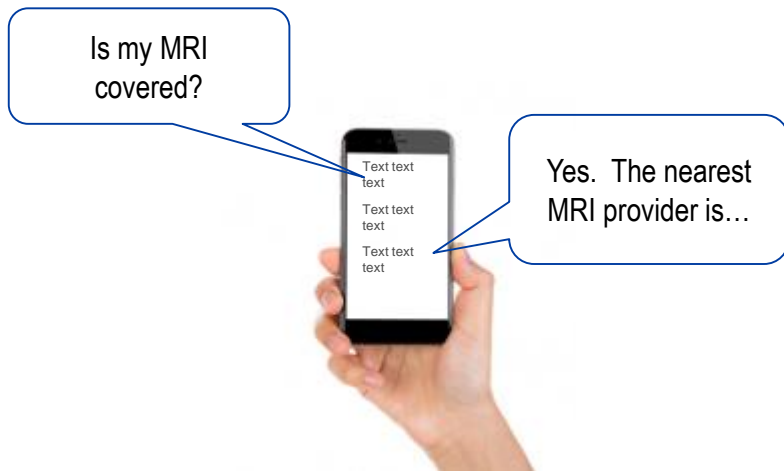 Is my MRI
covered?
Text text
text
Text text
text
Text text
text
Yes.  The nearest
MRI provider is…